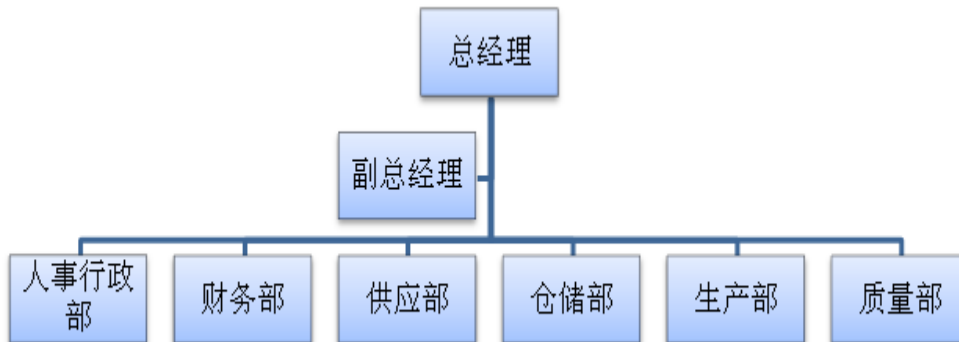 总经理
副总经理
人事行政
部
财务部
供应部
仓储部
生产部
质量部